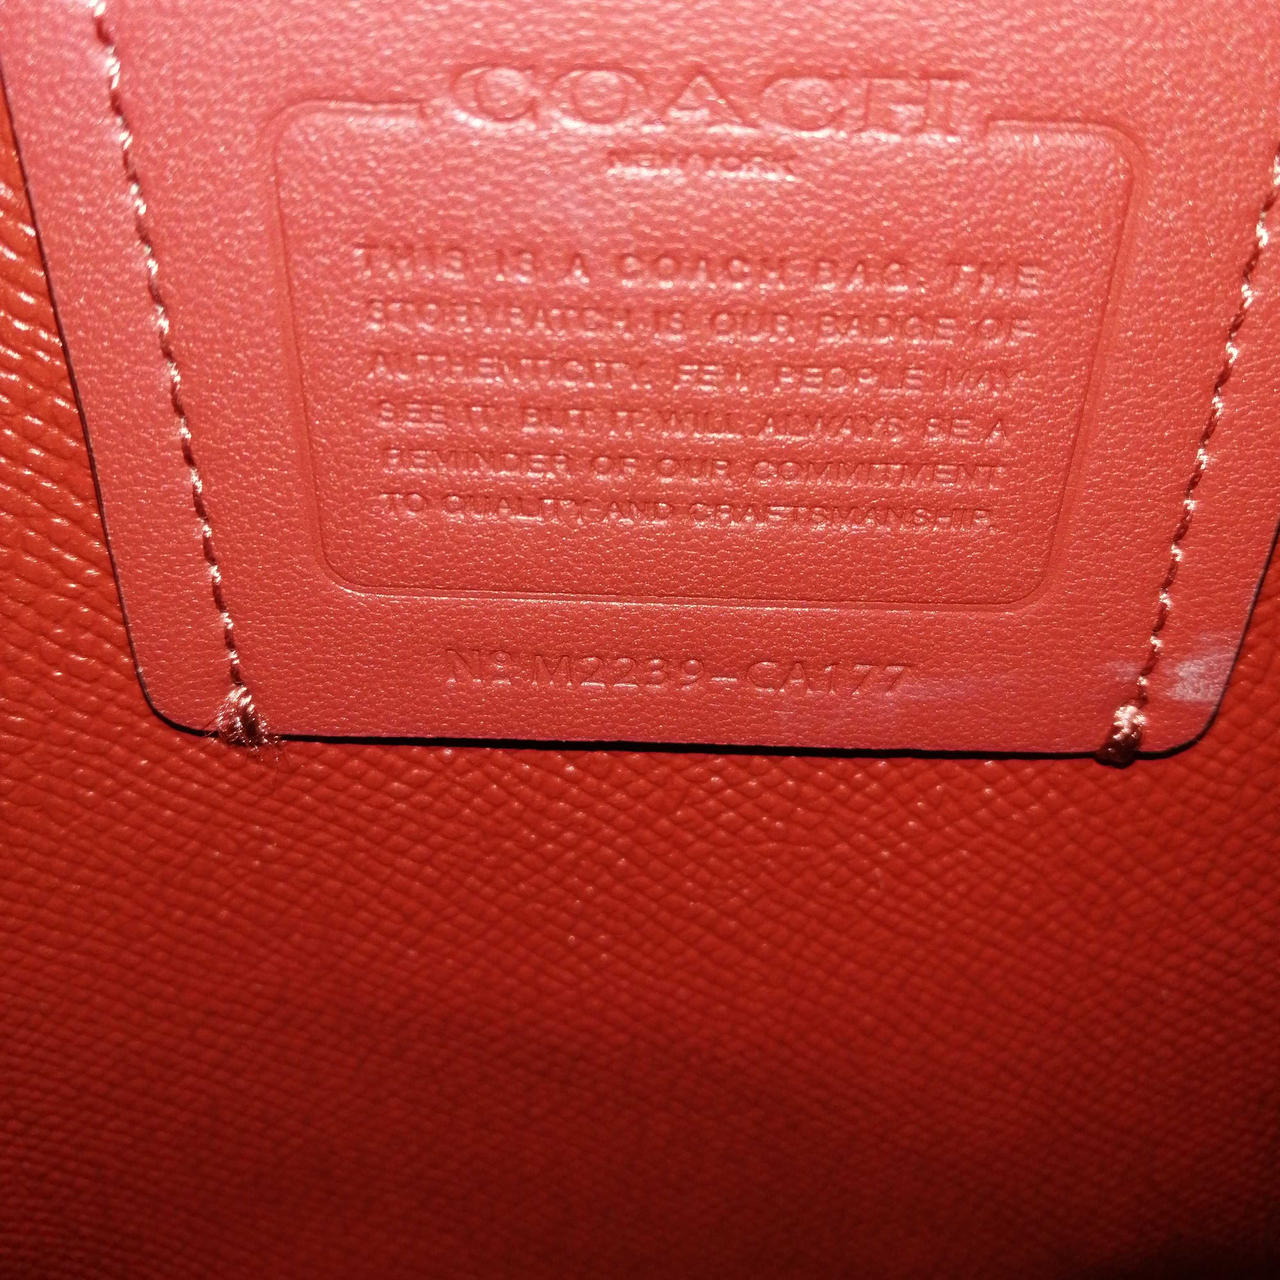 COACH
NEW YORK
THIS IS A COACH BAG. THE
STORYPATCH IS OUR BADGE OF
AUTHENTICITY. FEW PEOPLE MAY
SEE IT. BUT IT WILL ALWAYS BE A
REMINDER OF OUR COMMITMENT
TO QUALITY AND CRAFTSMANSHIP.
Nº M2239-CA177